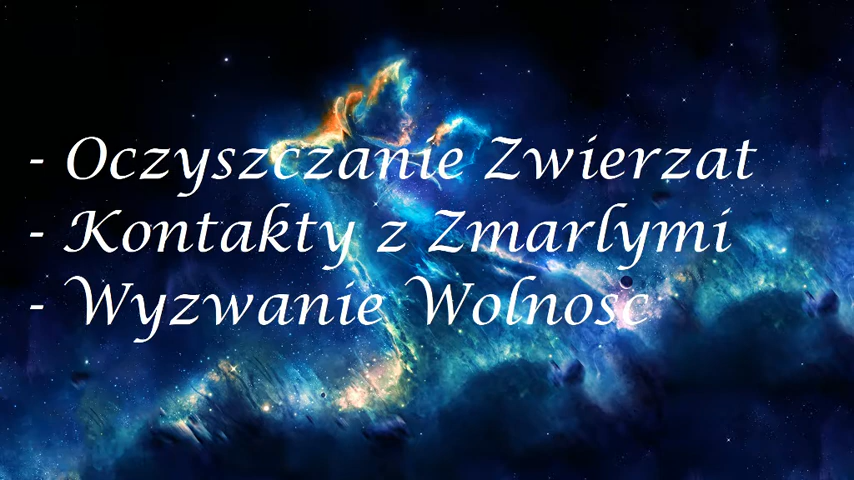 - Oczyszczanie Zwierzat
- Kontakty z Zmarlymi
- Wyzwanie Wolnosc